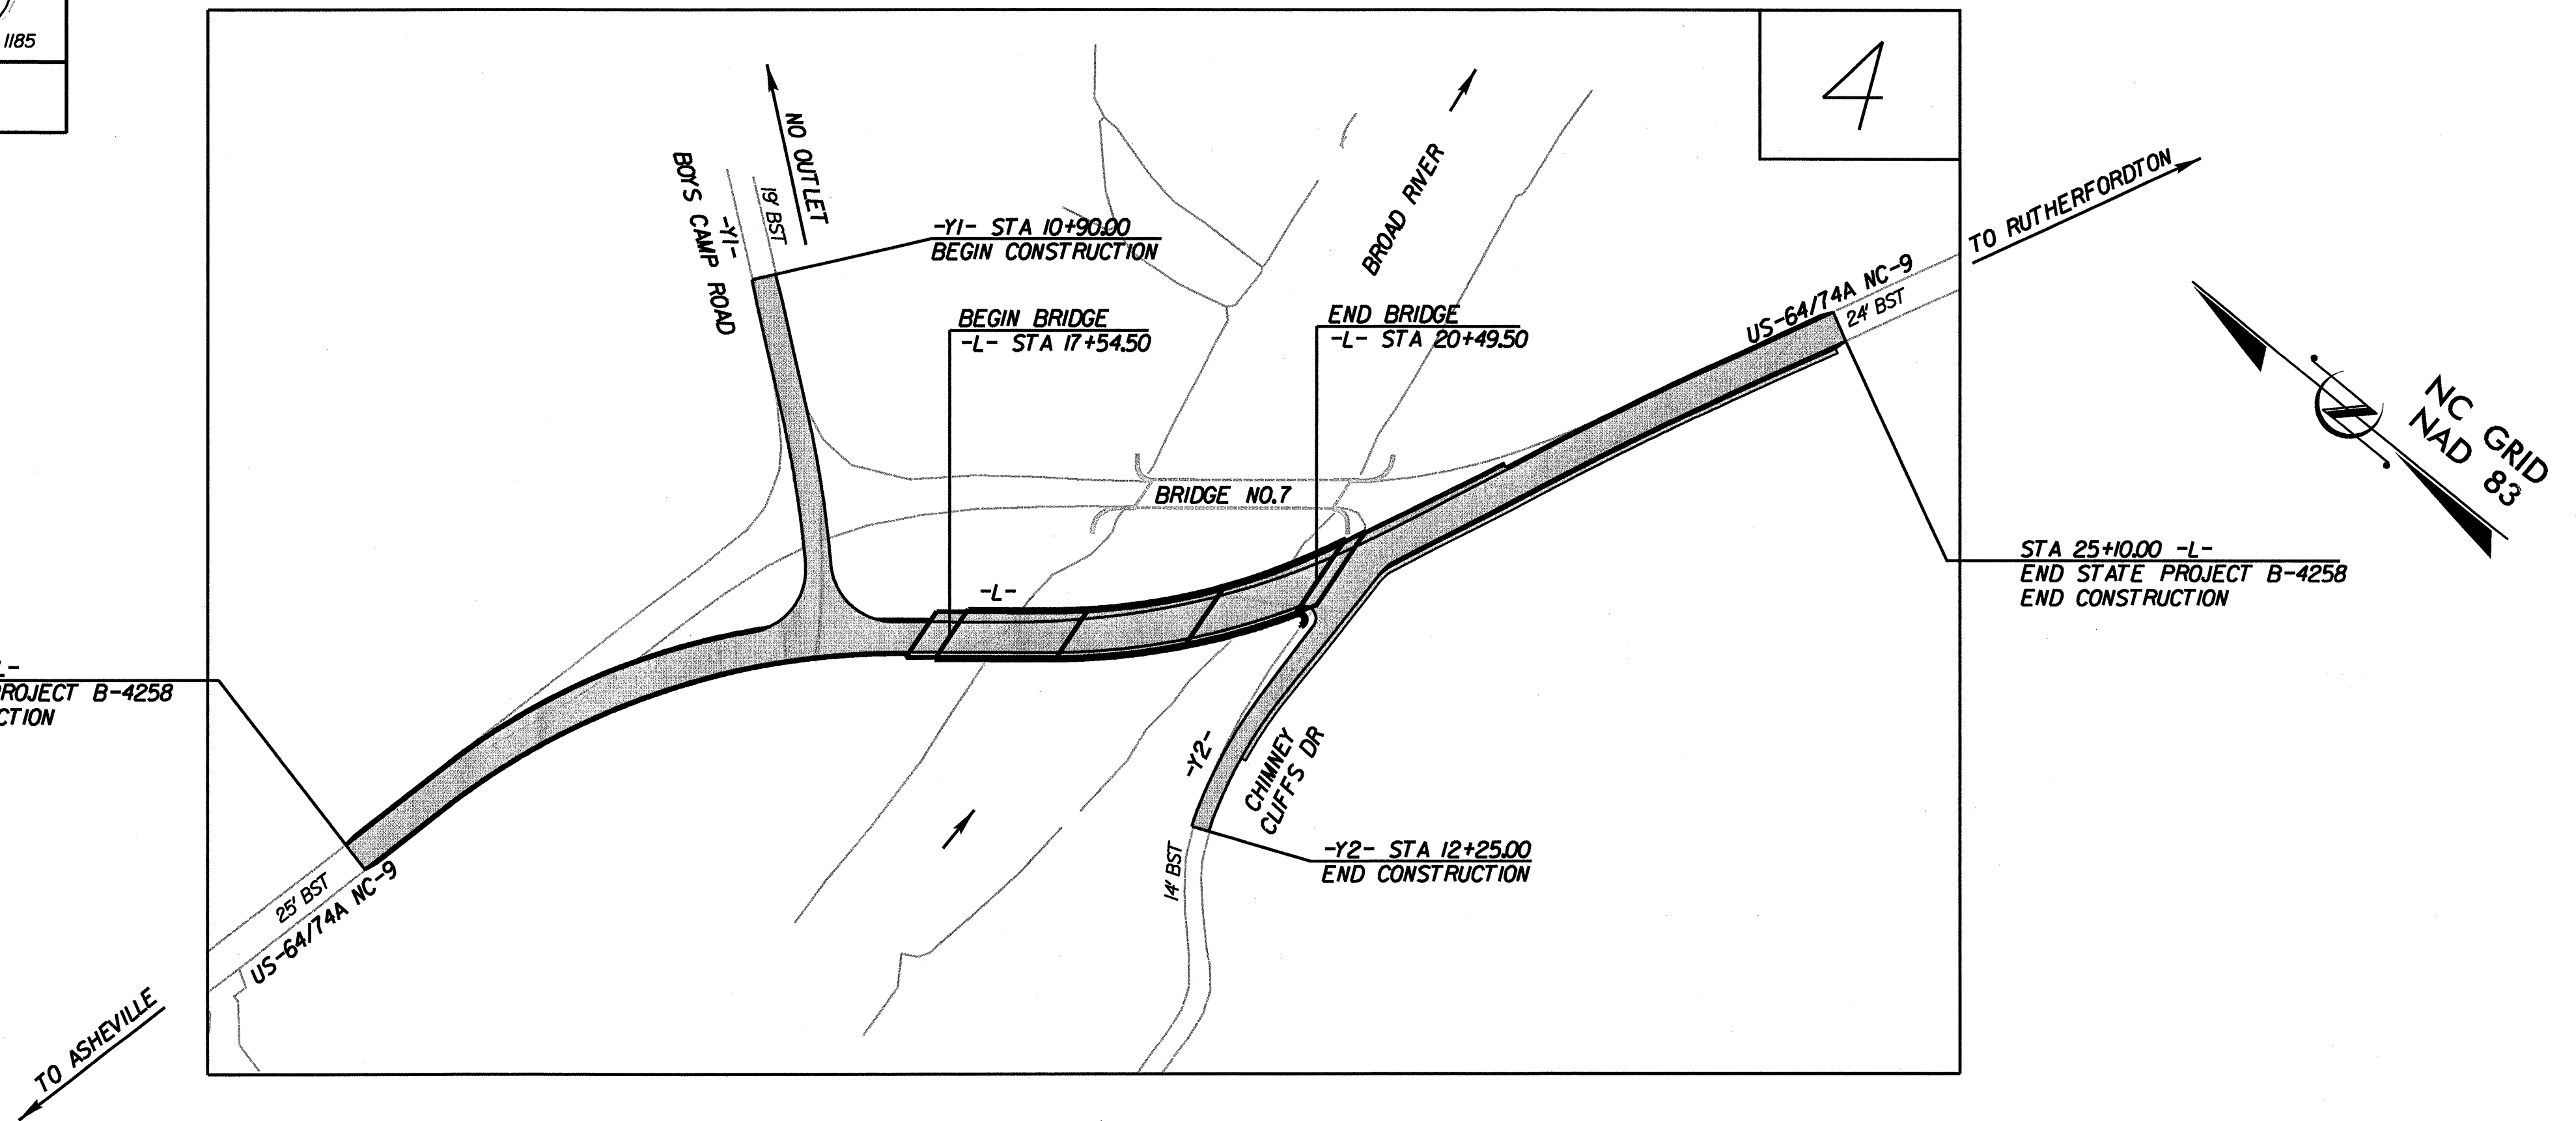 1185
4
NO OUTLET
BOYS CAMP ROAD
-Y1-
19' BST
-Y1- STA 10+90.00
BEGIN CONSTRUCTION
BROAD RIVER
TO RUTHERFORDTON
BEGIN BRIDGE
-L- STA 17+54.50
END BRIDGE
-L- STA 20+49.50
US-64/74A NC-9
24' BST
NC GRID
NAD 83
BRIDGE NO.7
-L-
STA 25+10.00 -L-
END STATE PROJECT B-4258
END CONSTRUCTION
L-
PROJECT B-4258
CTION
-Y2-
CHIMNEY
CLIFFS DR
-Y2- STA 12+25.00
END CONSTRUCTION
14' BST
25' BST
US-64/74A NC-9
TO ASHEVILLE